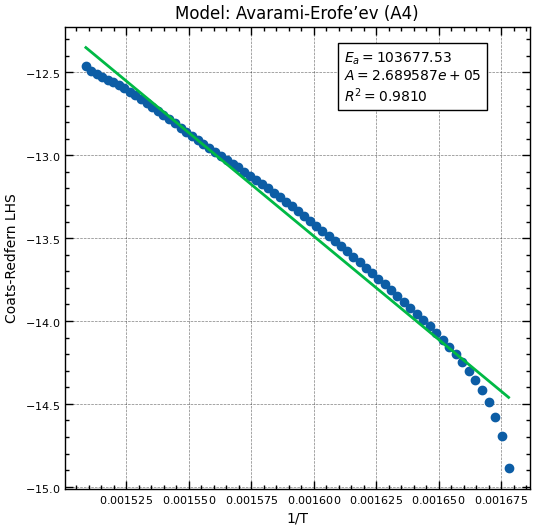 Model: Avarami-Erofe’ev (A4)
Eₐ = 103677.53
A = 2.689587e + 05
R² = 0.9810
Coats-Redfern LHS
−12.5
−13.0
−13.5
−14.0
−14.5
−15.0
0.001525 0.001550 0.001575 0.001600 0.001625 0.001650 0.001675
1/T